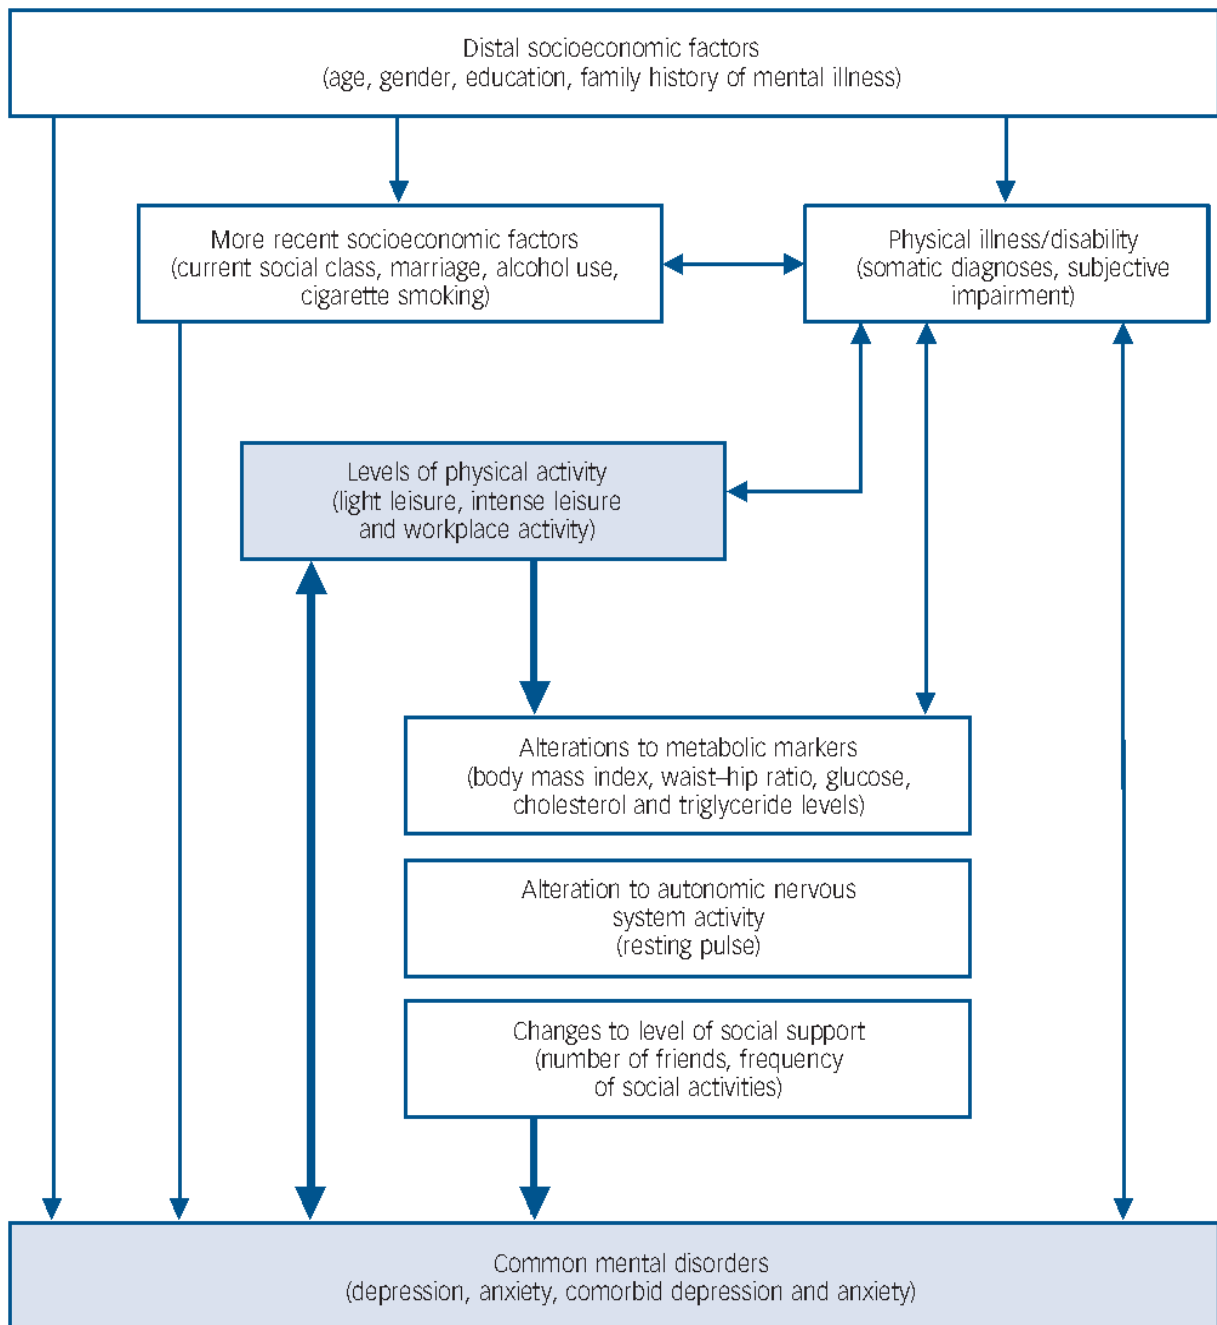 Distal socioeconomic factors
(age, gender, education, family history of mental illness)
More recent socioeconomic factors
(current social class, marriage, alcohol use,
cigarette smoking)
Physical illness/disability
(somatic diagnoses, subjective
impairment)
Levels of physical activity
(light leisure, intense leisure
and workplace activity)
Alterations to metabolic markers
(body mass index, waist–hip ratio, glucose,
cholesterol and triglyceride levels)
Alteration to autonomic nervous
system activity
(resting pulse)
Changes to level of social support
(number of friends, frequency
of social activities)
Common mental disorders
(depression, anxiety, comorbid depression and anxiety)